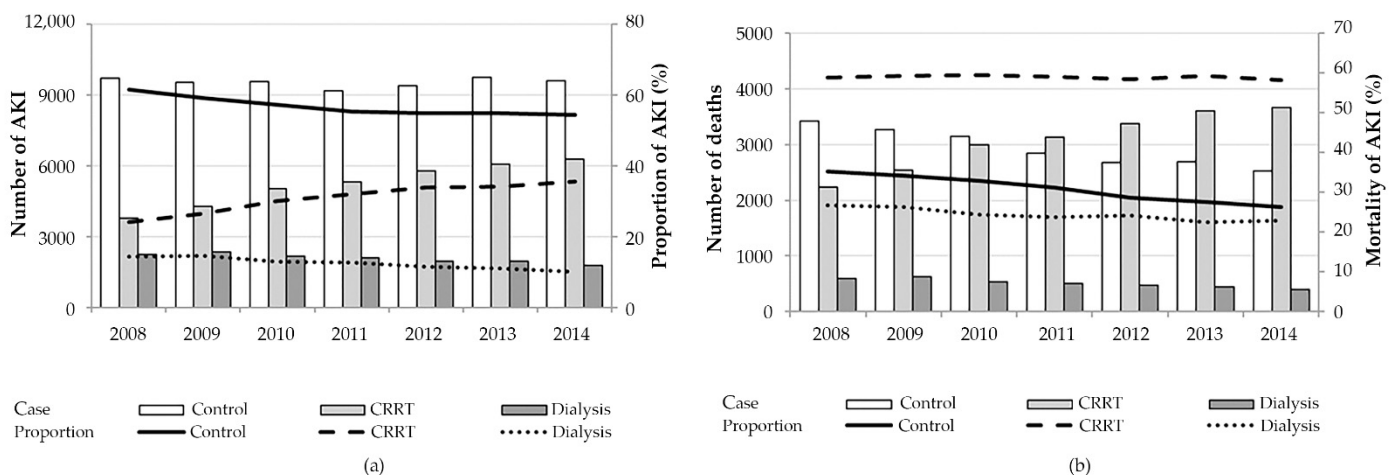 Number of AKI
12,000
9000
6000
3000
0
80
60
40
20
0
Proportion of AKI (%)
2008 2009 2010 2011 2012 2013 2014
Case Control CRRT Dialysis
Proportion Control CRRT Dialysis
(a)
Number of deaths
5000
4000
3000
2000
1000
0
70
60
50
40
30
20
10
0
Mortality of AKI (%)
2008 2009 2010 2011 2012 2013 2014
Case Control CRRT Dialysis
Proportion Control CRRT Dialysis
(b)